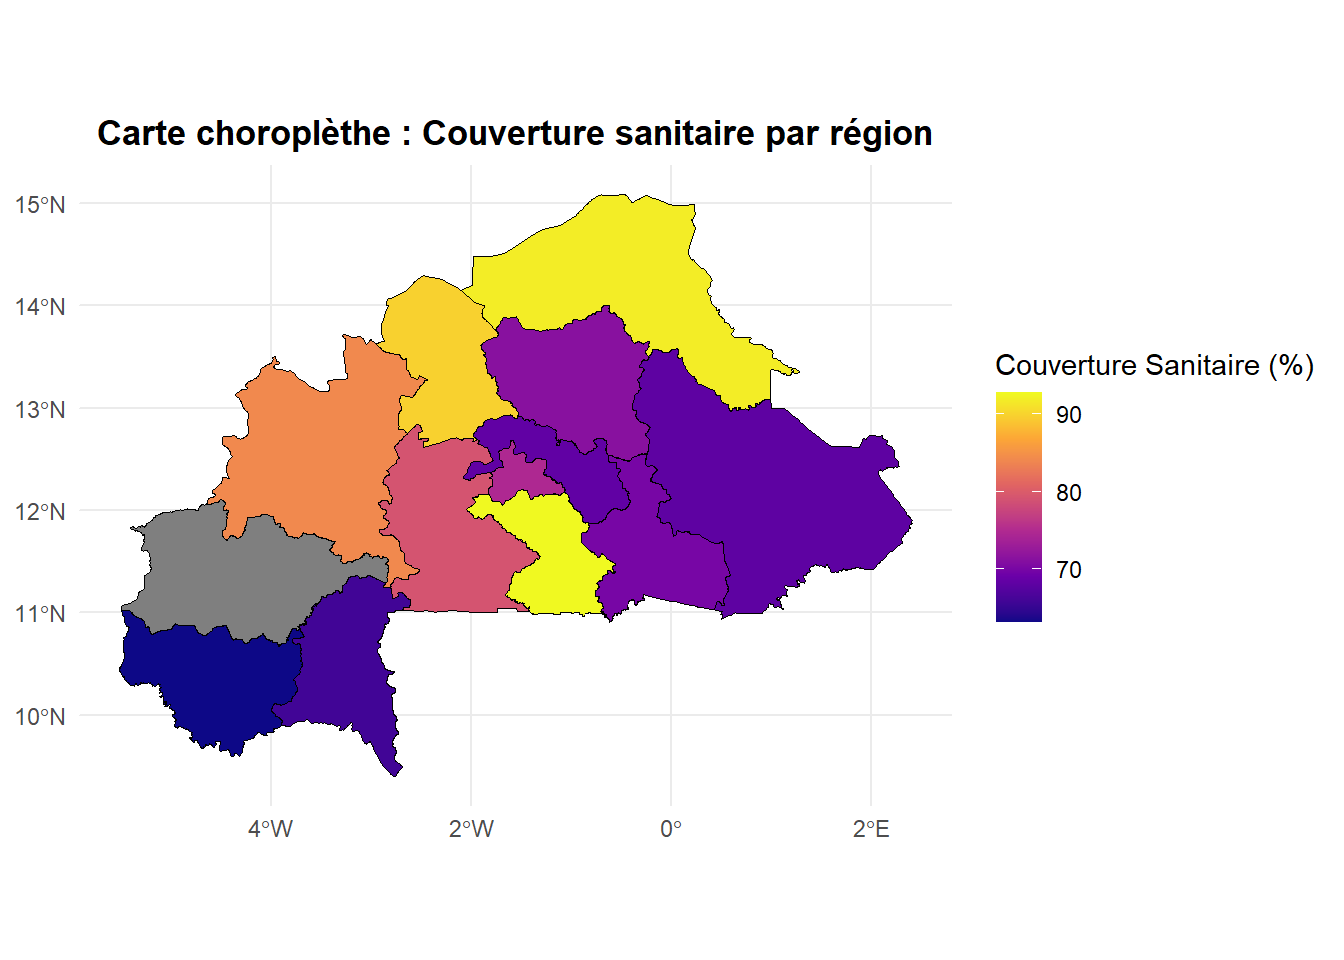 Carte choroplèthe : Couverture sanitaire par région
15°N
14°N
13°N
12°N
11°N
10°N
4°W
2°W
0°
2°E
Couverture Sanitaire (%)
90
80
70